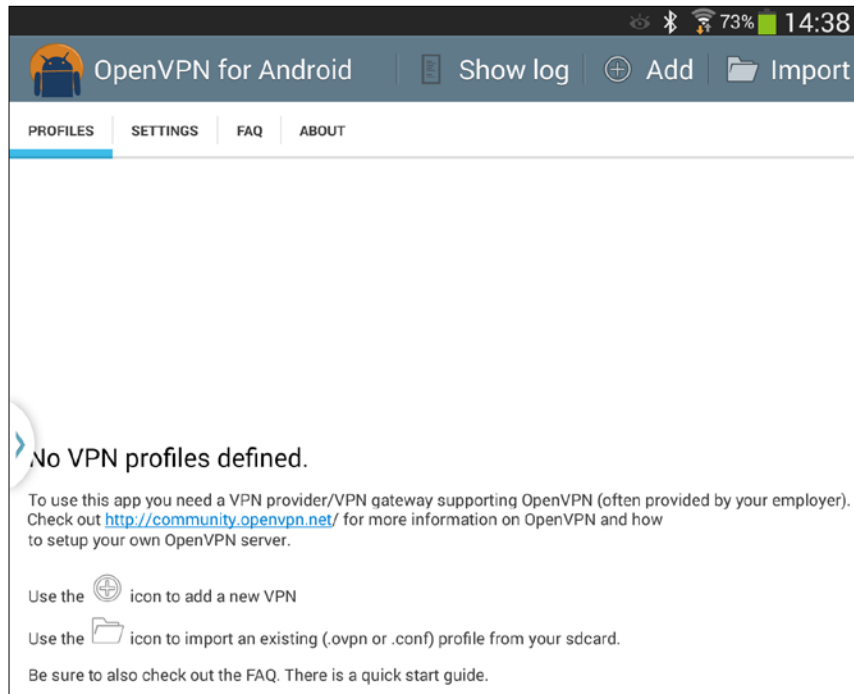 73% 14:38
OpenVPN for Android Show log Add Import
PROFILES SETTINGS FAQ ABOUT
No VPN profiles defined.
To use this app you need a VPN provider/VPN gateway supporting OpenVPN (often provided by your employer).
Check out http://community.openvpn.net/ for more information on OpenVPN and how
to setup your own OpenVPN server.
Use the icon to add a new VPN
Use the icon to import an existing (.ovpn or .conf) profile from your sdcard.
Be sure to also check out the FAQ. There is a quick start guide.